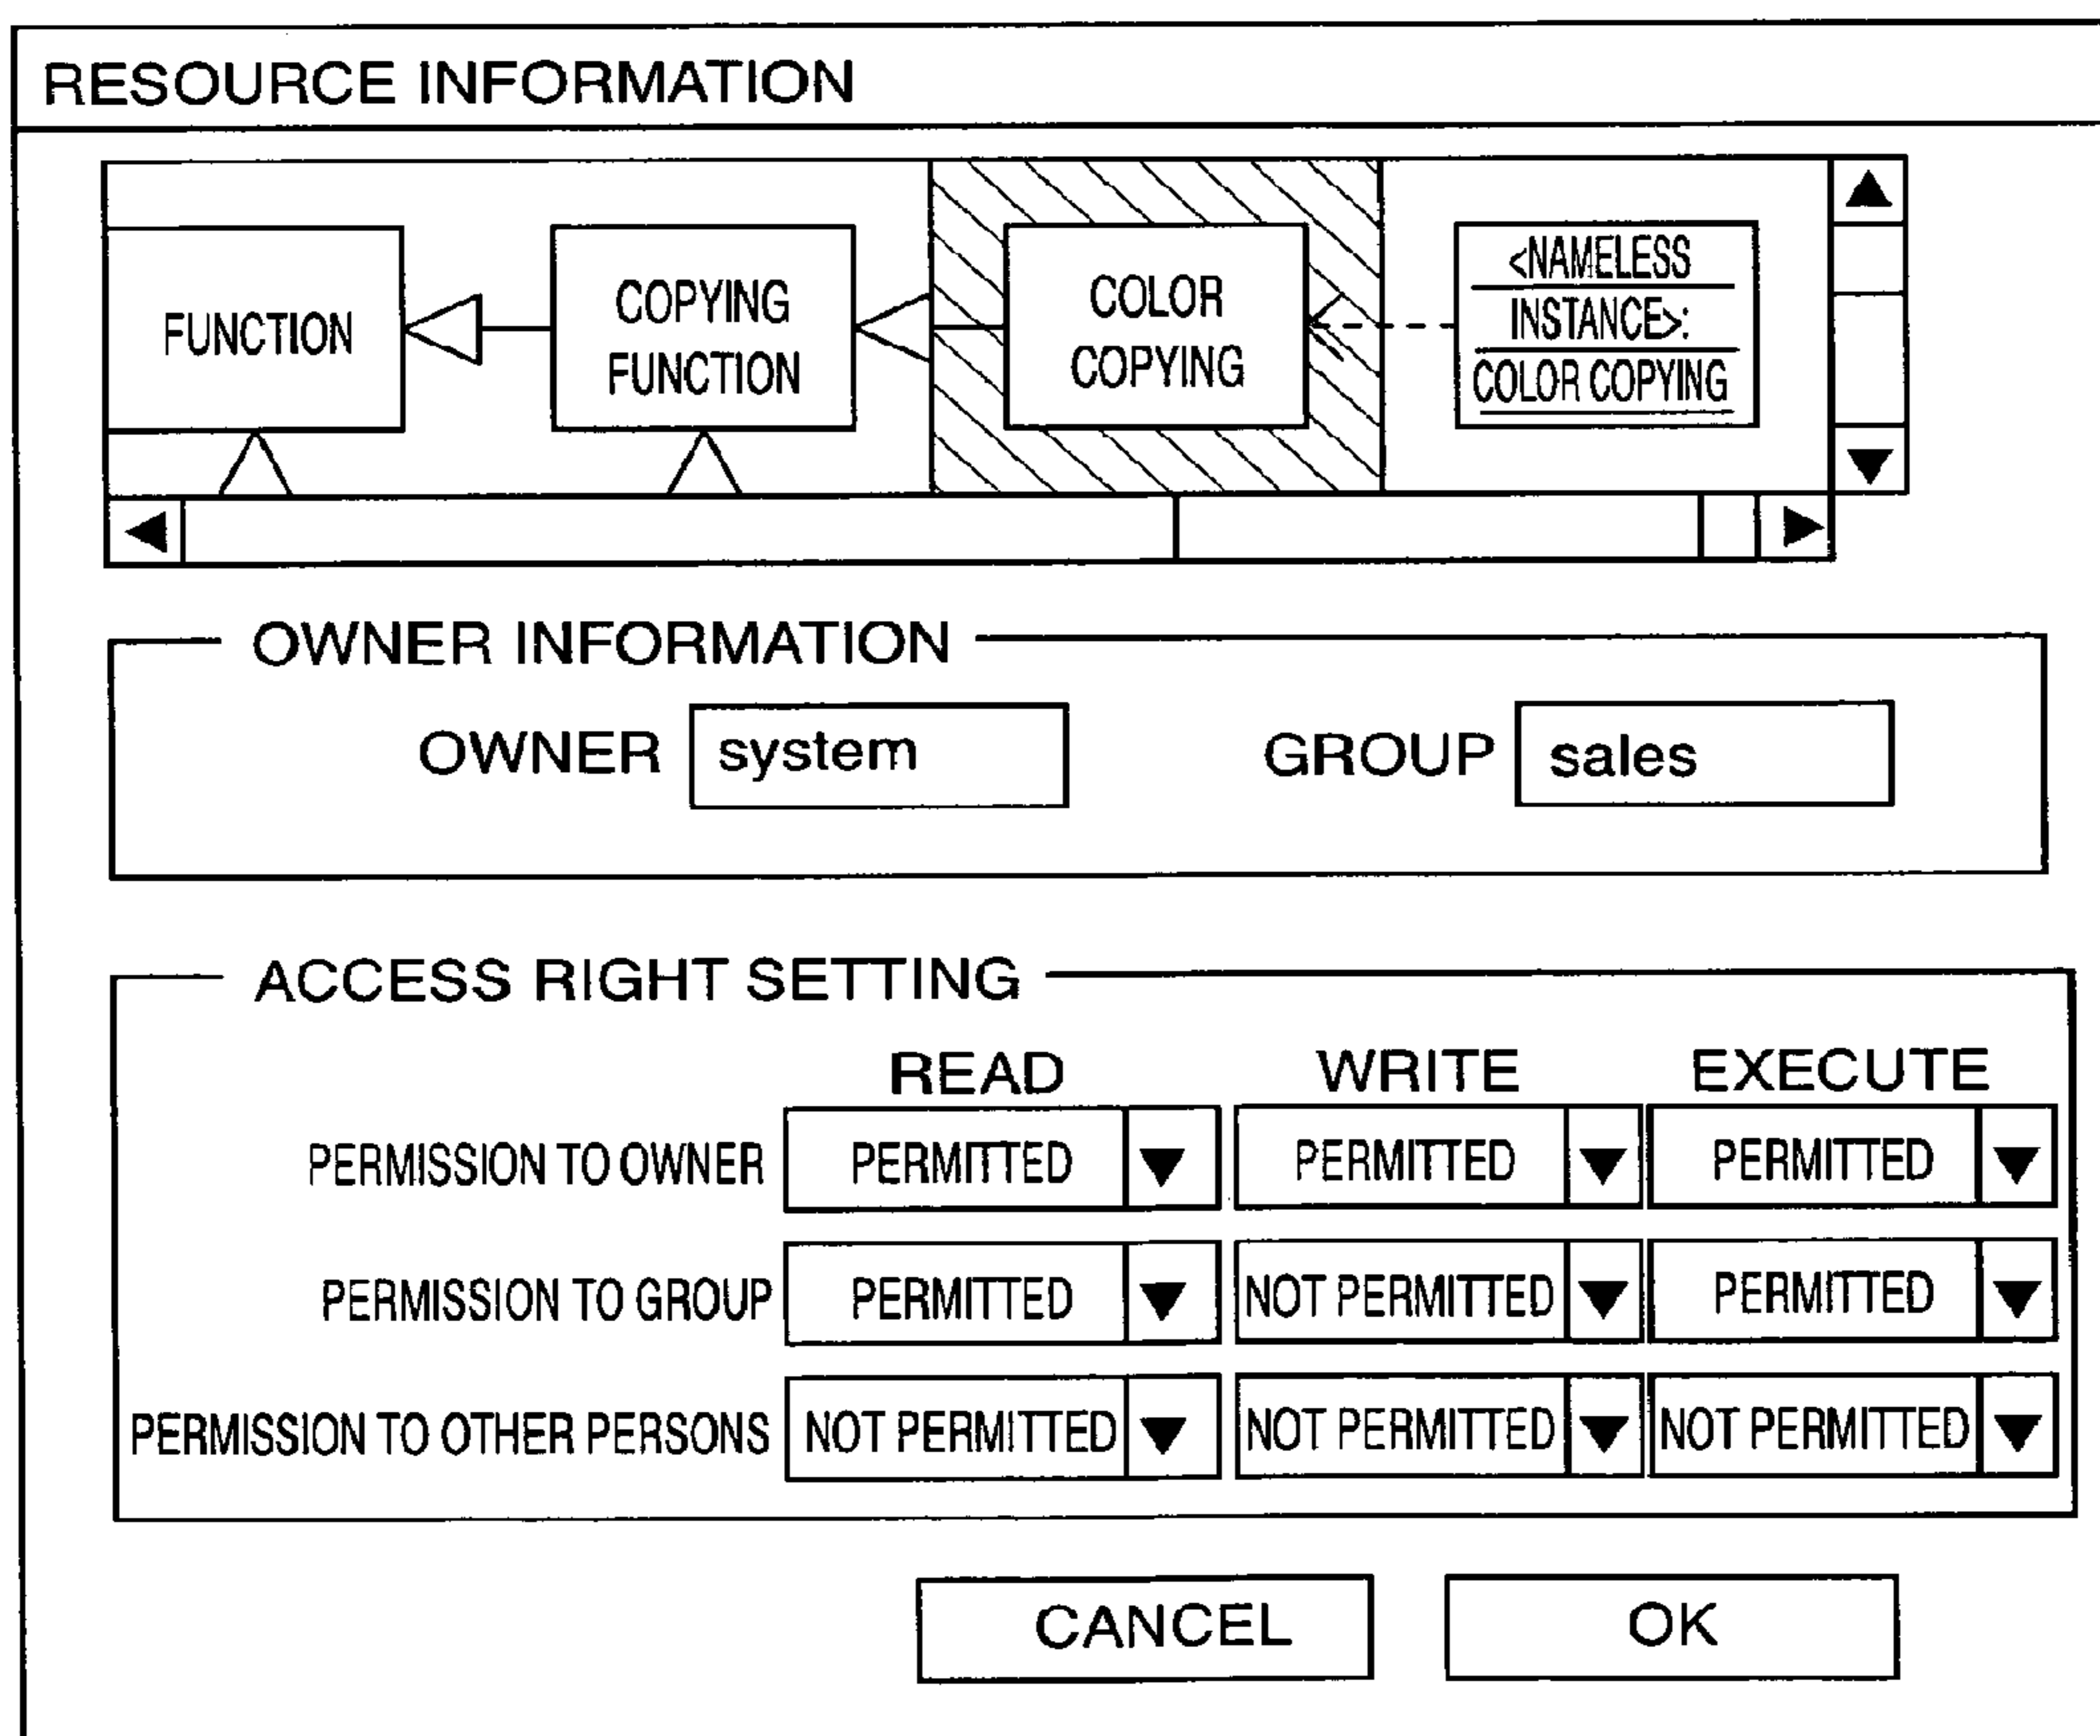 RESOURCE INFORMATION
FUNCTION
COPYING
FUNCTION
COLOR
COPYING
<NAMELESS
INSTANCE>:
COLOR COPYING
OWNER INFORMATION
OWNER system GROUP sales
ACCESS RIGHT SETTING
READ WRITE EXECUTE
PERMISSION TO OWNER PERMITTED PERMITTED PERMITTED
PERMISSION TO GROUP PERMITTED NOT PERMITTED PERMITTED
PERMISSION TO OTHER PERSONS NOT PERMITTED NOT PERMITTED NOT PERMITTED
CANCEL OK